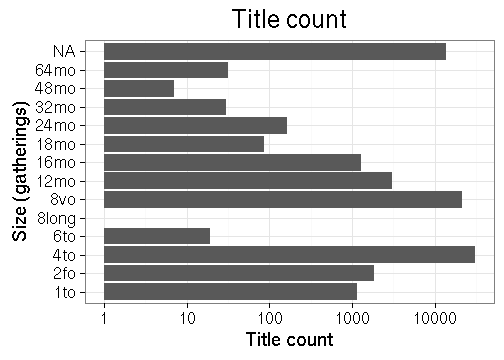 Title count
NA
64mo
48mo
32mo
24mo
18mo
16mo
12mo
8vo
8long
6to
4to
2fo
1to
Size (gatherings)
1 10 100 1000 10000
Title count